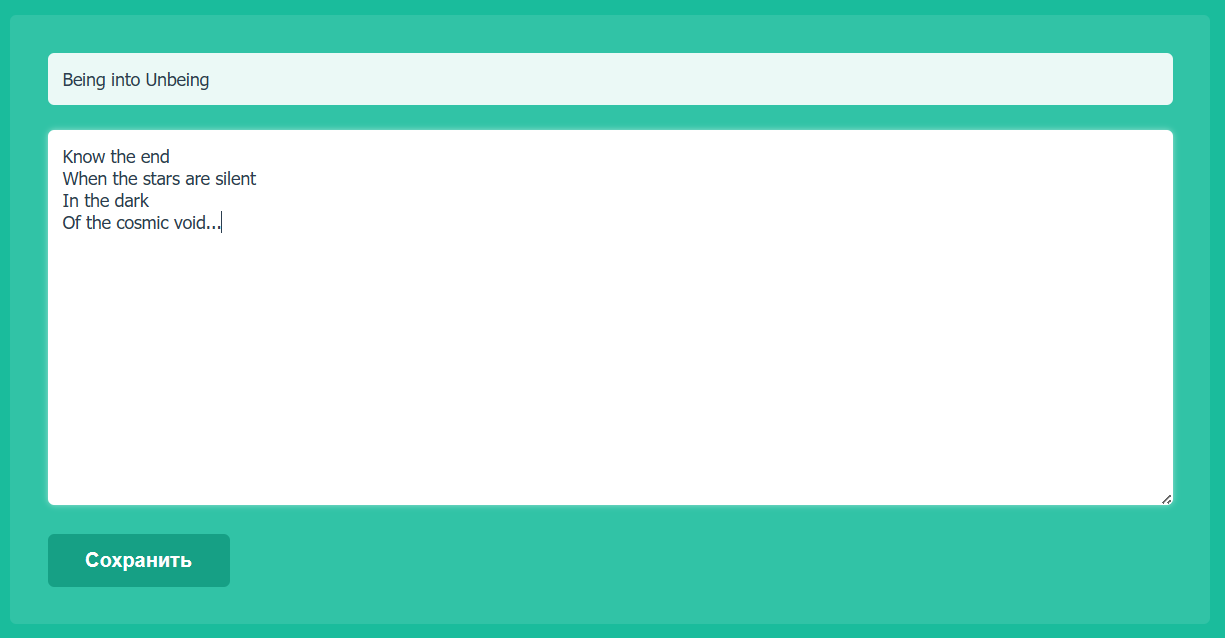 Being into Unbeing
Know the end
When the stars are silent
In the dark
Of the cosmic void...
Сохранить